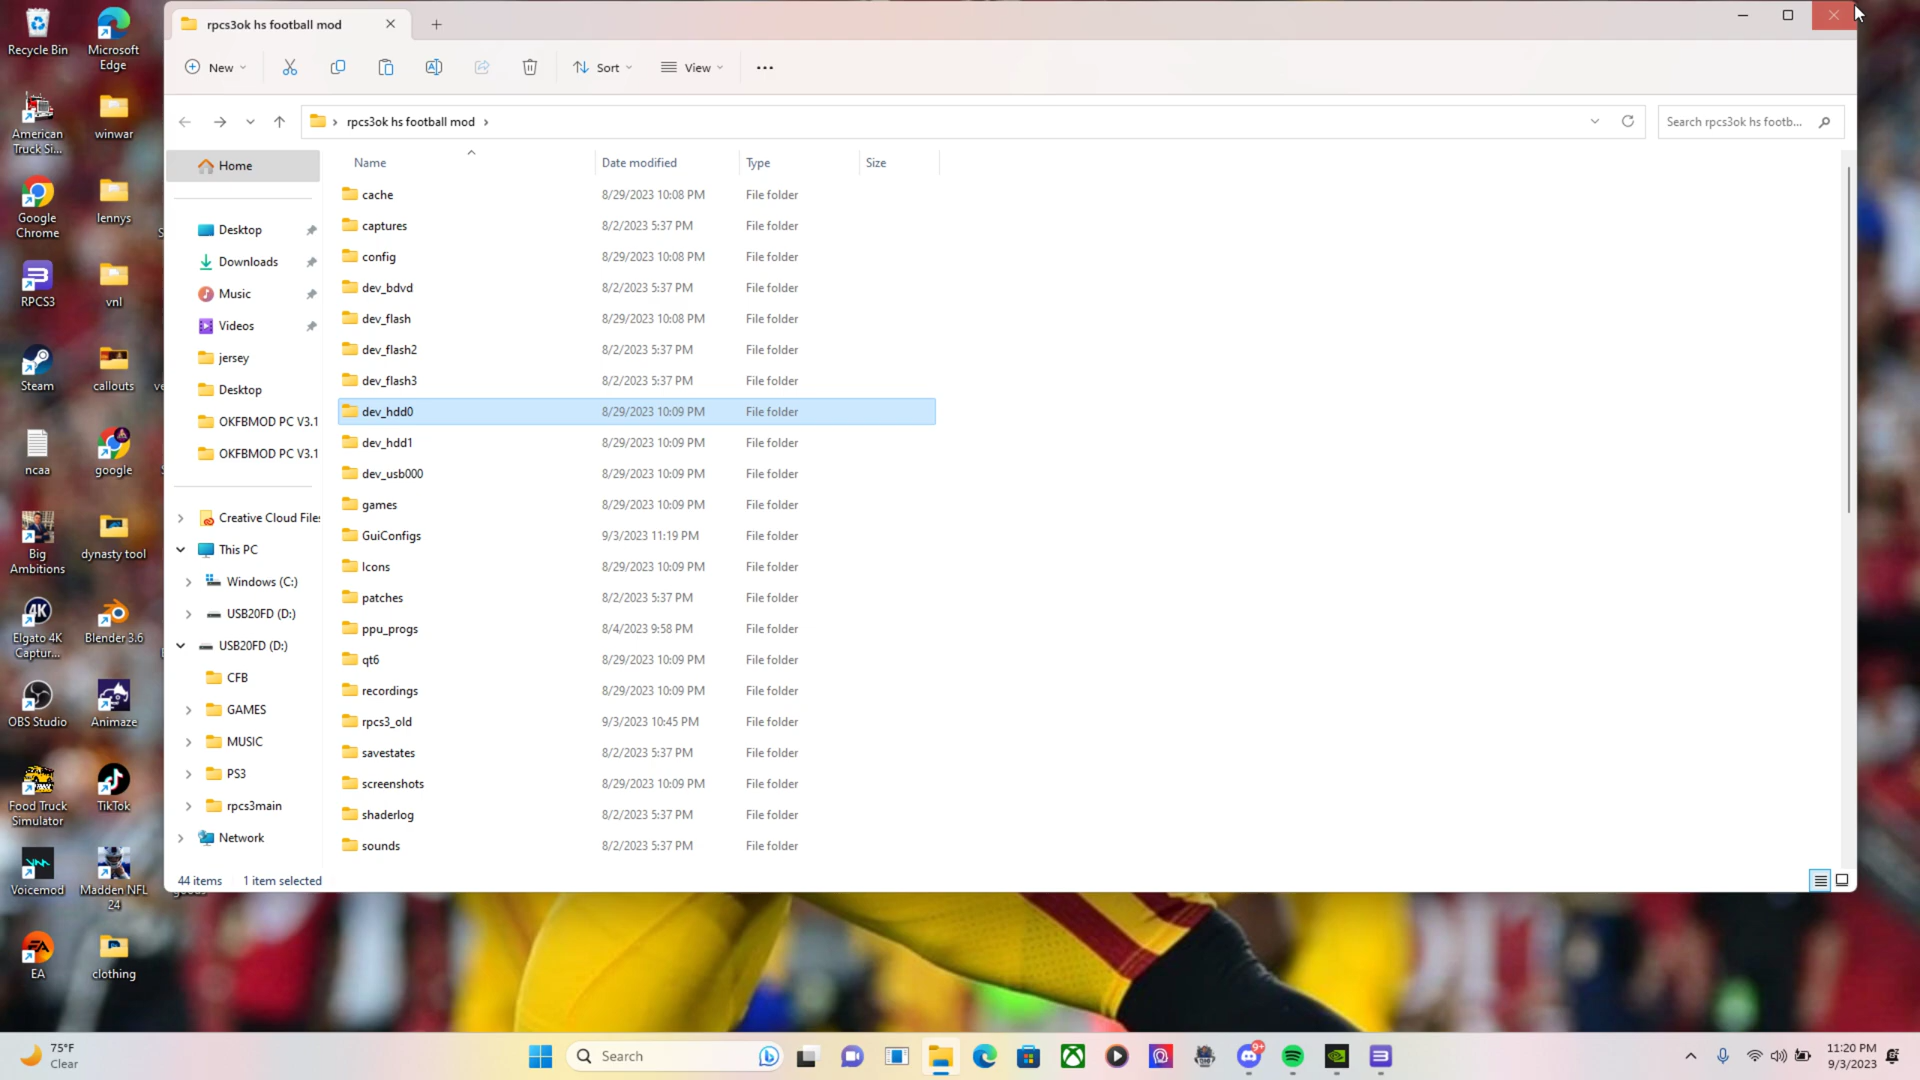 rpcs3ok hs football mod
New
Sort
View
rpcs3ok hs football mod
Search rpcs3ok hs footb...
Name
Date modified
Type
Size
Home
Desktop
Downloads
Music
Videos
jersey
Desktop
OKFBMOD PC V3.1
OKFBMOD PC V3.1
Creative Cloud Files
This PC
Windows (C:)
USB20FD (D:)
USB20FD (D:)
CFB
GAMES
MUSIC
PS3
rpcs3main
Network
cache 8/29/2023 10:08 PM File folder
captures 8/2/2023 5:37 PM File folder
config 8/29/2023 10:08 PM File folder
dev_bdvd 8/2/2023 5:37 PM File folder
dev_flash 8/29/2023 10:08 PM File folder
dev_flash2 8/2/2023 5:37 PM File folder
dev_flash3 8/2/2023 5:37 PM File folder
dev_hdd0 8/29/2023 10:09 PM File folder
dev_hdd1 8/29/2023 10:09 PM File folder
dev_usb000 8/29/2023 10:09 PM File folder
games 8/29/2023 10:09 PM File folder
GuiConfigs 9/3/2023 11:19 PM File folder
Icons 8/29/2023 10:09 PM File folder
patches 8/2/2023 5:37 PM File folder
ppu_progs 8/4/2023 9:58 PM File folder
qt6 8/29/2023 10:09 PM File folder
recordings 8/29/2023 10:09 PM File folder
rpcs3_old 9/3/2023 10:45 PM File folder
savestates 8/2/2023 5:37 PM File folder
screenshots 8/29/2023 10:09 PM File folder
shaderlog 8/2/2023 5:37 PM File folder
sounds 8/2/2023 5:37 PM File folder
44 items
1 item selected
Recycle Bin
Microsoft
Edge
American
Truck Si...
winwar
Google
Chrome
lennys
RPCS3
vnl
Steam
callouts
ncaa
google
Big
Ambitions
dynasty tool
4K
Elgato 4K
Captur...
Blender 3.6
OBS Studio
Animaze
Food Truck
Simulator
TikTok
Voicemod
Madden NFL
24
EA
EA
clothing
75°F
Clear
Search
9+
11:20 PM
9/3/2023